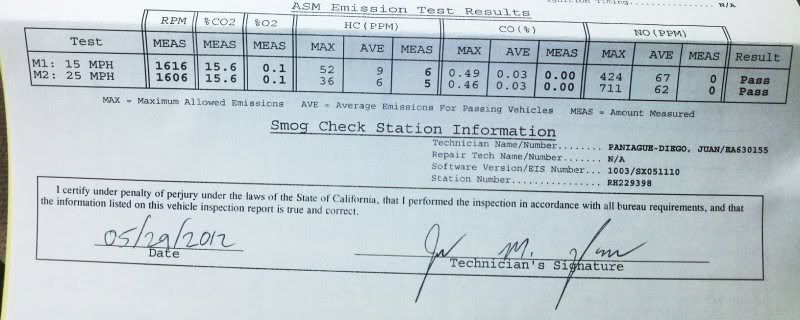 N/A
ASM Emission Test Results
RPM %CO2 %O2 HC(PPM) CO(%) NO(PPM)
Test MEAS MEAS MEAS MAX AVE MEAS MAX AVE MEAS MAX AVE MEAS Result
M1: 15 MPH 1616 15.6 0.1 52 9 6 0.49 0.03 0.00 424 67 0 Pass
M2: 25 MPH 1606 15.6 0.1 36 6 5 0.46 0.03 0.00 711 62 0 Pass
MAX = Maximum Allowed Emissions AVE = Average Emissions For Passing Vehicles MEAS = Amount Measured
Smog Check Station Information
Technician Name/Number........ PANIAGUE-DIEGO, JUAN/EA630155
Repair Tech Name/Number....... N/A
Software Version/EIS Number... 1003/SX051110
Station Number................ RH229398
I certify under penalty of perjury under the laws of the State of California, that I performed the inspection in accordance with all bureau requirements, and that
the information listed on this vehicle inspection report is true and correct.
05/29/2012
Date
Technician's Signature